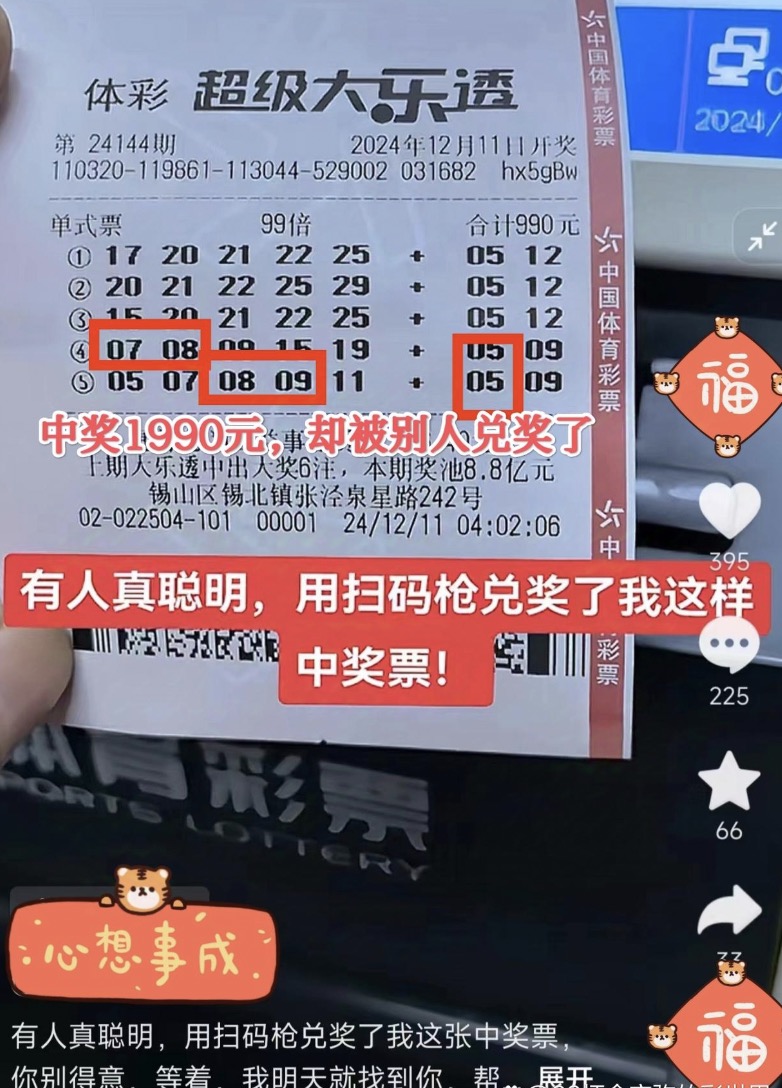 体彩 超级大乐透
第 24144期 2024年12月11日开奖
110320-119861-113044-529002 031682 hx5gBw
单式票 99倍 合计990元
① 17 20 21 22 25 + 05 12
② 20 21 22 25 29 + 05 12
③ 15 20 21 22 25 + 05 12
④ 07 08 09 15 19 + 05 09
⑤ 05 07 08 09 11 + 05 09
中奖1990元，却被别人兑奖了
上期大乐透中出大奖6注，本期奖池8.8亿元
锡山区锡北镇张泾泉星路242号
02-022504-101 00001 24/12/11 04:02:06
有人真聪明，用扫码枪兑奖了我这样
中奖票！
中国体育彩票
中国体育彩票
中
彩票
2024/
福
395
225
66
33
福
体育彩票
SPORTS LOTTERY
心想事成
有人真聪明，用扫码枪兑奖了我这张中奖票，
你别得意，等着，我明天就找到你，帮 展开